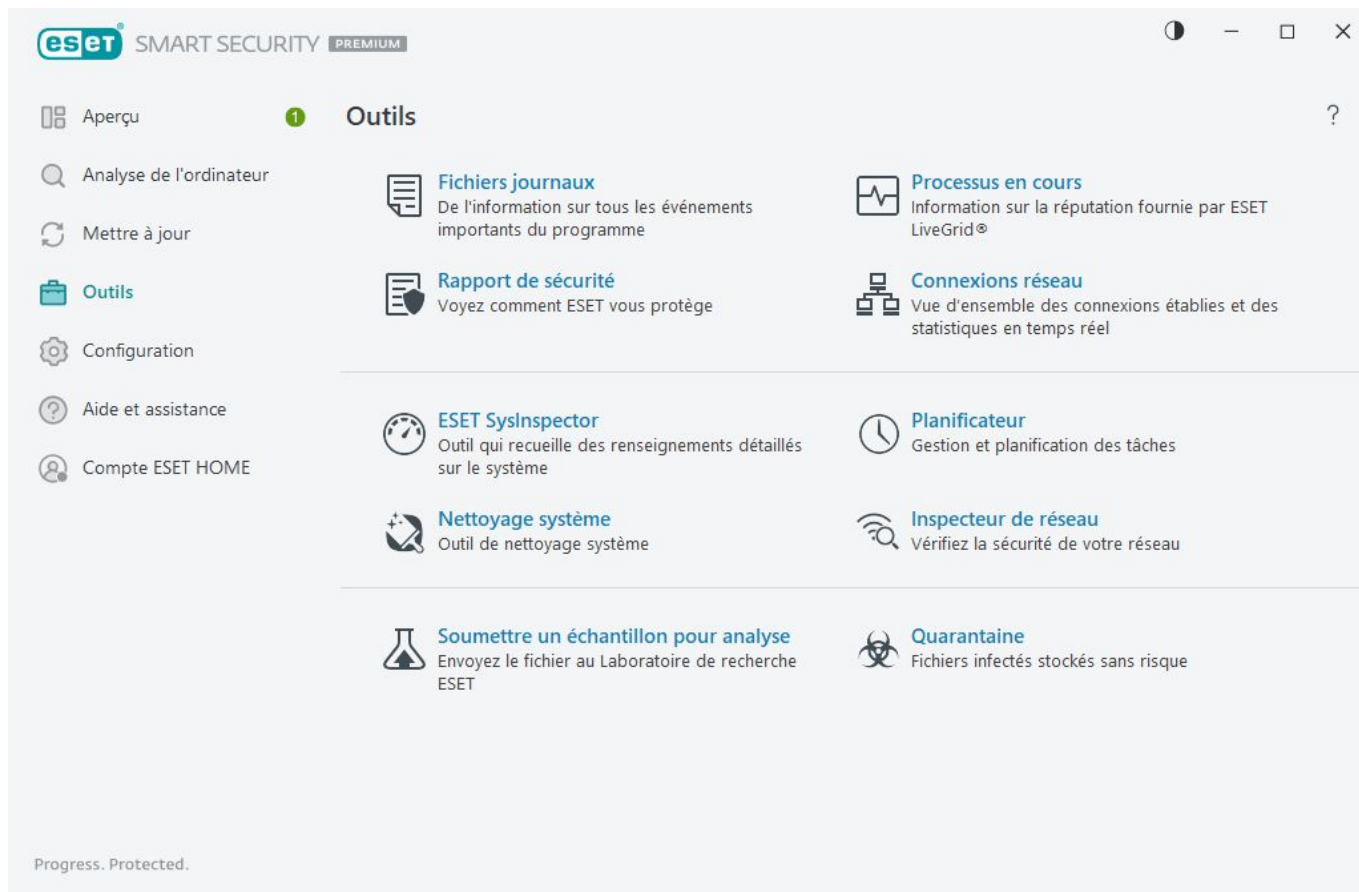 eset® SMART SECURITY PREMIUM
Aperçu
1
Analyse de l'ordinateur
Mettre à jour
Outils
Configuration
Aide et assistance
Compte ESET HOME
Outils
?
Fichiers journaux
De l'information sur tous les événements
importants du programme
Processus en cours
Information sur la réputation fournie par ESET
LiveGrid®
Rapport de sécurité
Voyez comment ESET vous protège
Connexions réseau
Vue d'ensemble des connexions établies et des
statistiques en temps réel
ESET SysInspector
Outil qui recueille des renseignements détaillés
sur le système
Planificateur
Gestion et planification des tâches
Nettoyage système
Outil de nettoyage système
Inspecteur de réseau
Vérifiez la sécurité de votre réseau
Soumettre un échantillon pour analyse
Envoyez le fichier au Laboratoire de recherche
ESET
Quarantaine
Fichiers infectés stockés sans risque
Progress. Protected.